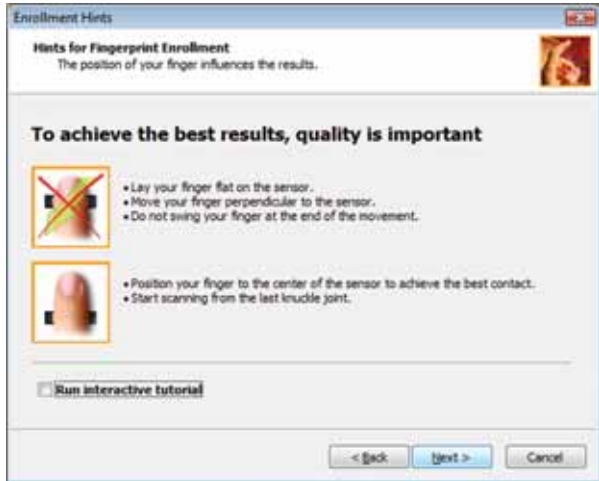 Enrollment Hints
Hints for Fingerprint Enrollment
The position of your finger influences the results.
To achieve the best results, quality is important
• Lay your finger flat on the sensor.
• Move your finger perpendicular to the sensor.
• Do not swing your finger at the end of the movement.
• Position your finger to the center of the sensor to achieve the best contact.
• Start scanning from the last knuckle joint.
Run interactive tutorial
< Back Next > Cancel